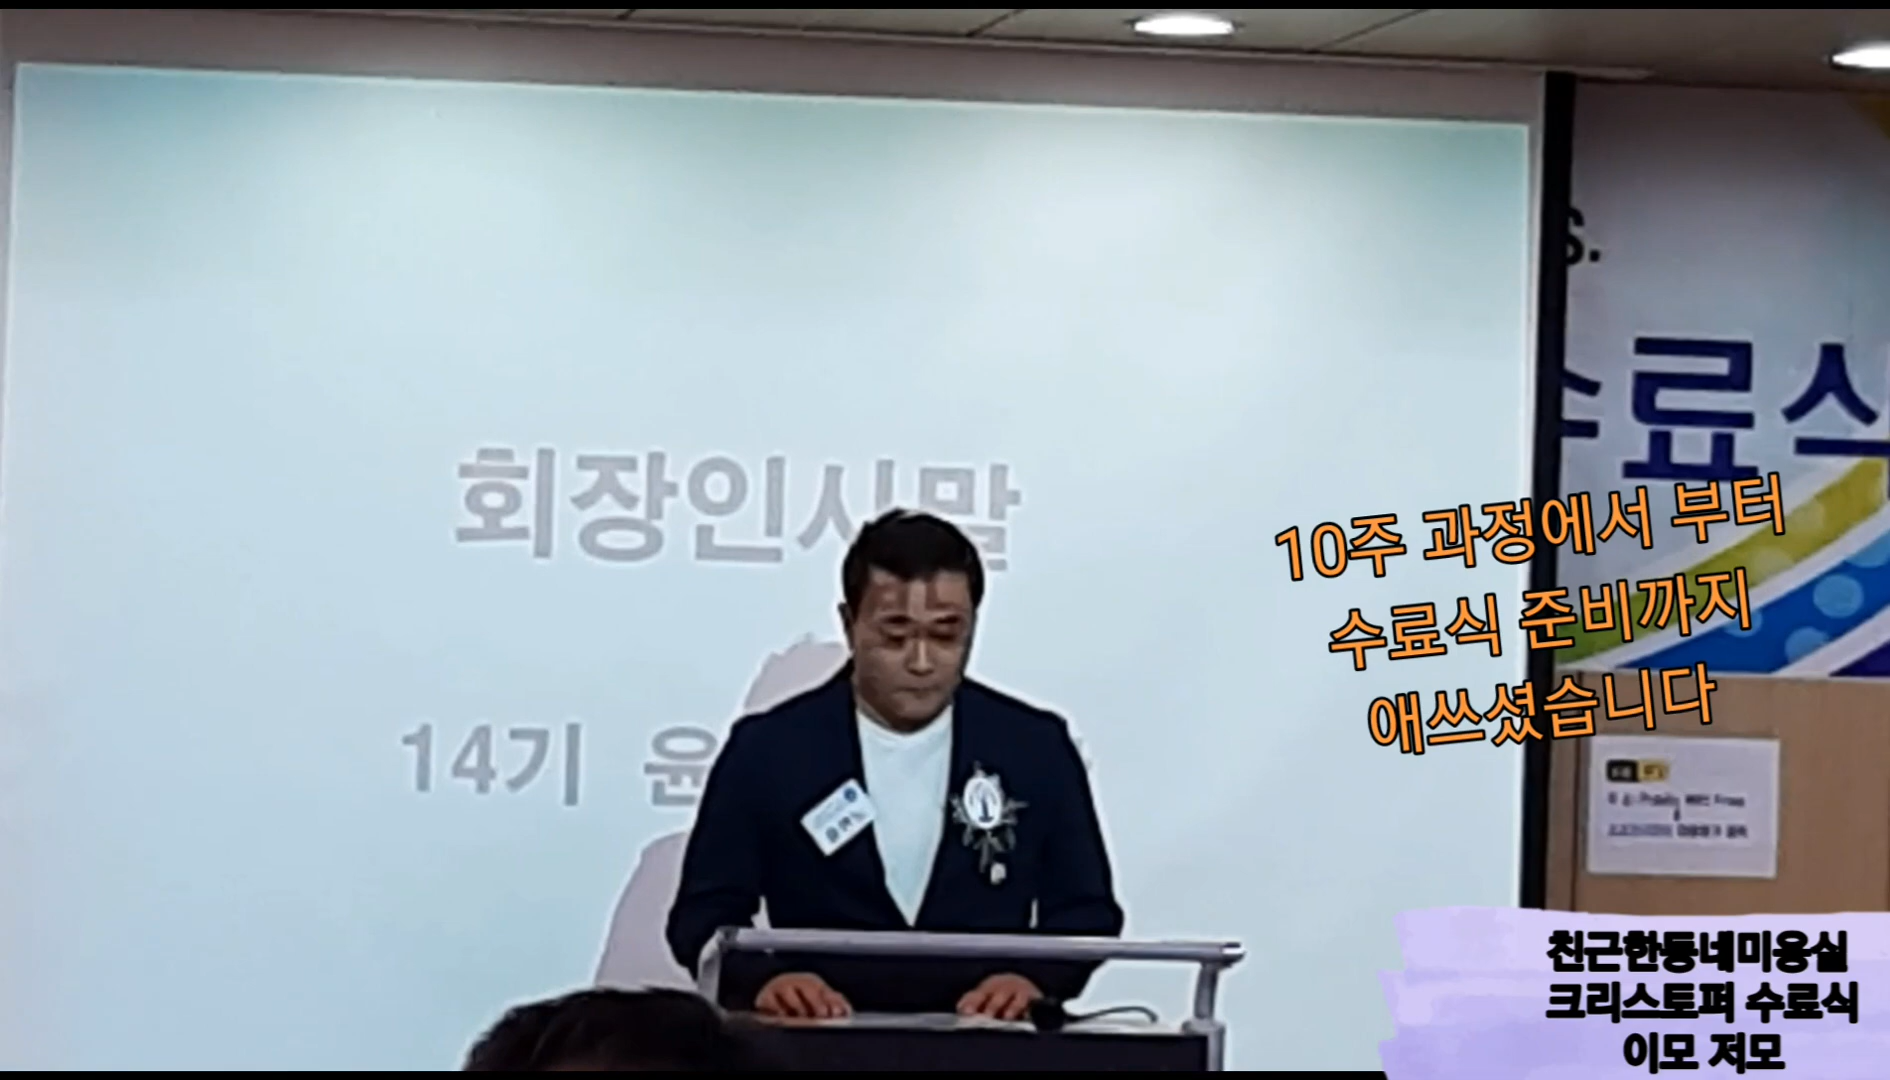 S.
수료식
회장인사말
14기 윤
10주 과정에서 부터
수료식 준비까지
애쓰셨습니다
친근한동네미용실
크리스토퍼 수료식
이모 저모